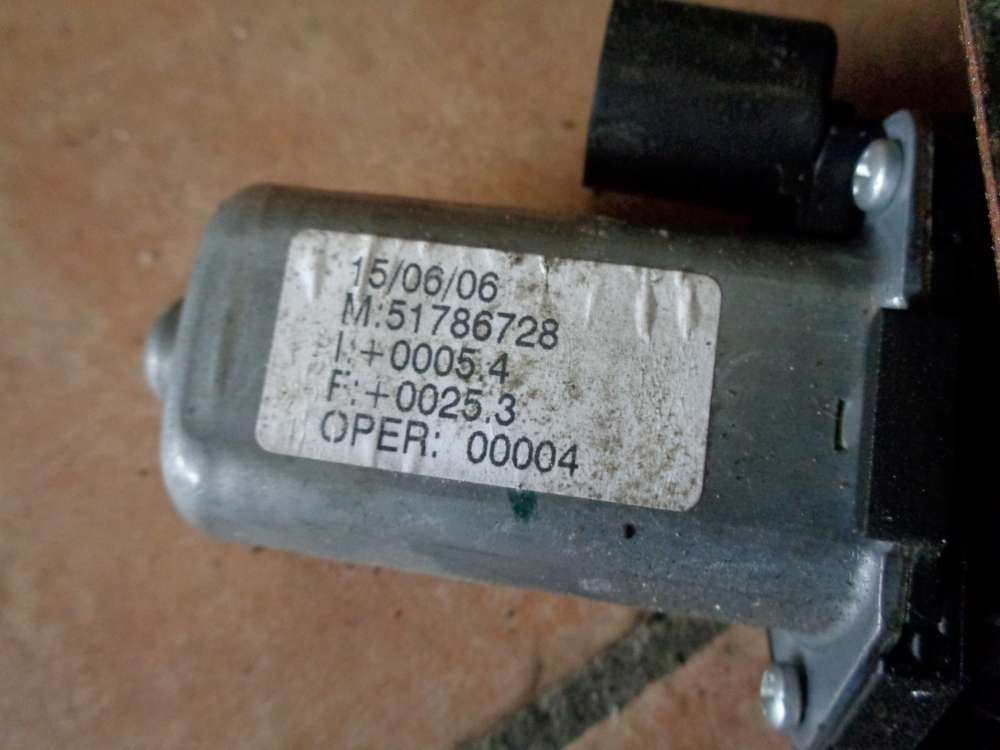 15/06/06
M:51786728
I:+0005.4
F:+0025.3
OPER: 00004